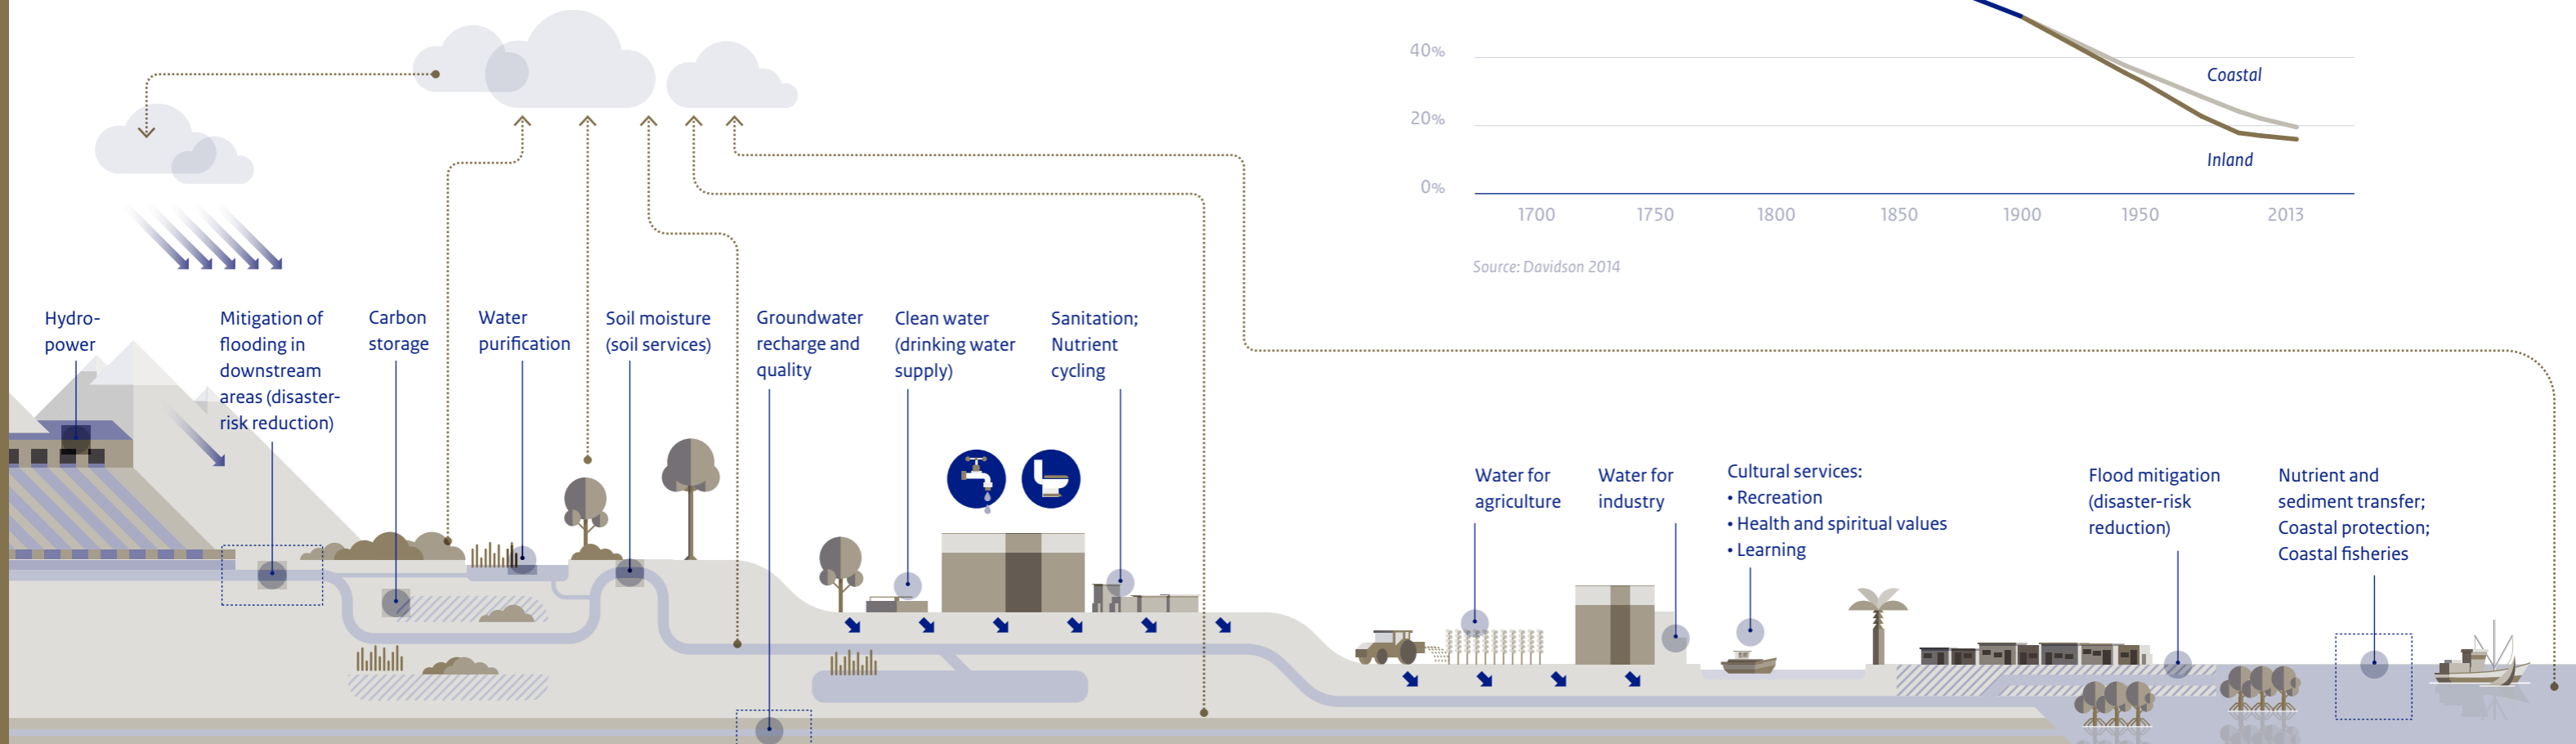 40%
Coastal
20%
Inland
0%
1700 1750 1800 1850 1900 1950 2013
Source: Davidson 2014
Hydro-
power
Mitigation of
flooding in
downstream
areas (disaster-
risk reduction)
Carbon
storage
Water
purification
Soil moisture
(soil services)
Groundwater
recharge and
quality
Clean water
(drinking water
supply)
Sanitation;
Nutrient
cycling
Water for
agriculture
Water for
industry
Cultural services:
• Recreation
• Health and spiritual values
• Learning
Flood mitigation
(disaster-risk
reduction)
Nutrient and
sediment transfer;
Coastal protection;
Coastal fisheries